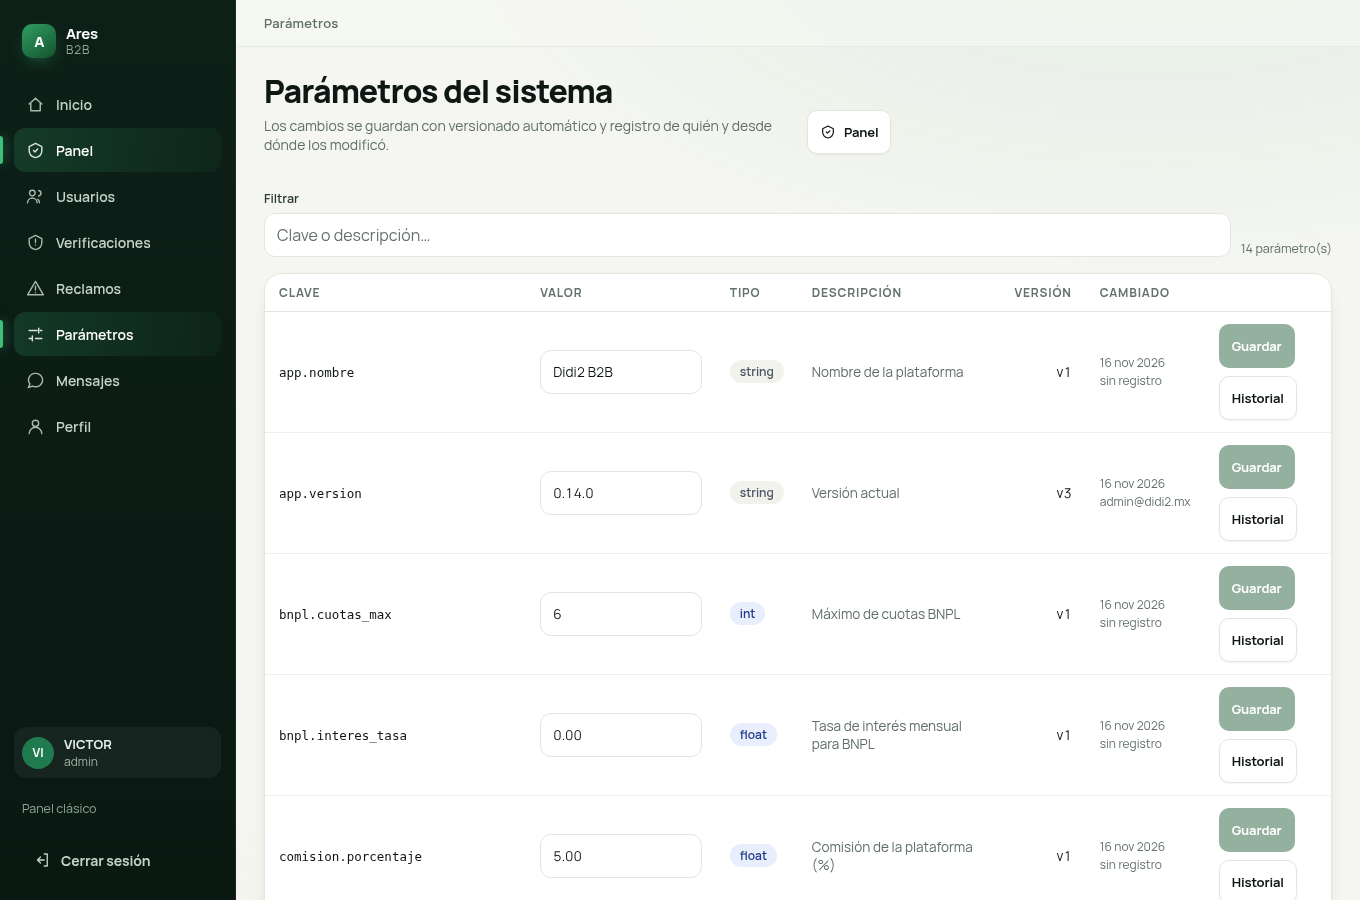 A
Ares
B2B
Inicio
Panel
Usuarios
Verificaciones
Reclamos
Parámetros
Mensajes
Perfil
VI
VICTOR
admin
Panel clásico
Cerrar sesión
Parámetros
Parámetros del sistema
Los cambios se guardan con versionado automático y registro de quién y desde
dónde los modificó.
Panel
Filtrar
Clave o descripción...
14 parámetro(s)
CLAVE VALOR TIPO DESCRIPCIÓN VERSIÓN CAMBIADO
app.nombre Didi2 B2B string Nombre de la plataforma v1 16 nov 2026
sin registro
Guardar
Historial
app.version 0.14.0 string Versión actual v3 16 nov 2026
admin@didi2.mx
Guardar
Historial
bnpl.cuotas_max 6 int Máximo de cuotas BNPL v1 16 nov 2026
sin registro
Guardar
Historial
bnpl.interes_tasa 0.00 float Tasa de interés mensual
para BNPL
v1 16 nov 2026
sin registro
Guardar
Historial
comision.porcentaje 5.00 float Comisión de la plataforma
(%)
v1 16 nov 2026
sin registro
Guardar
Historial